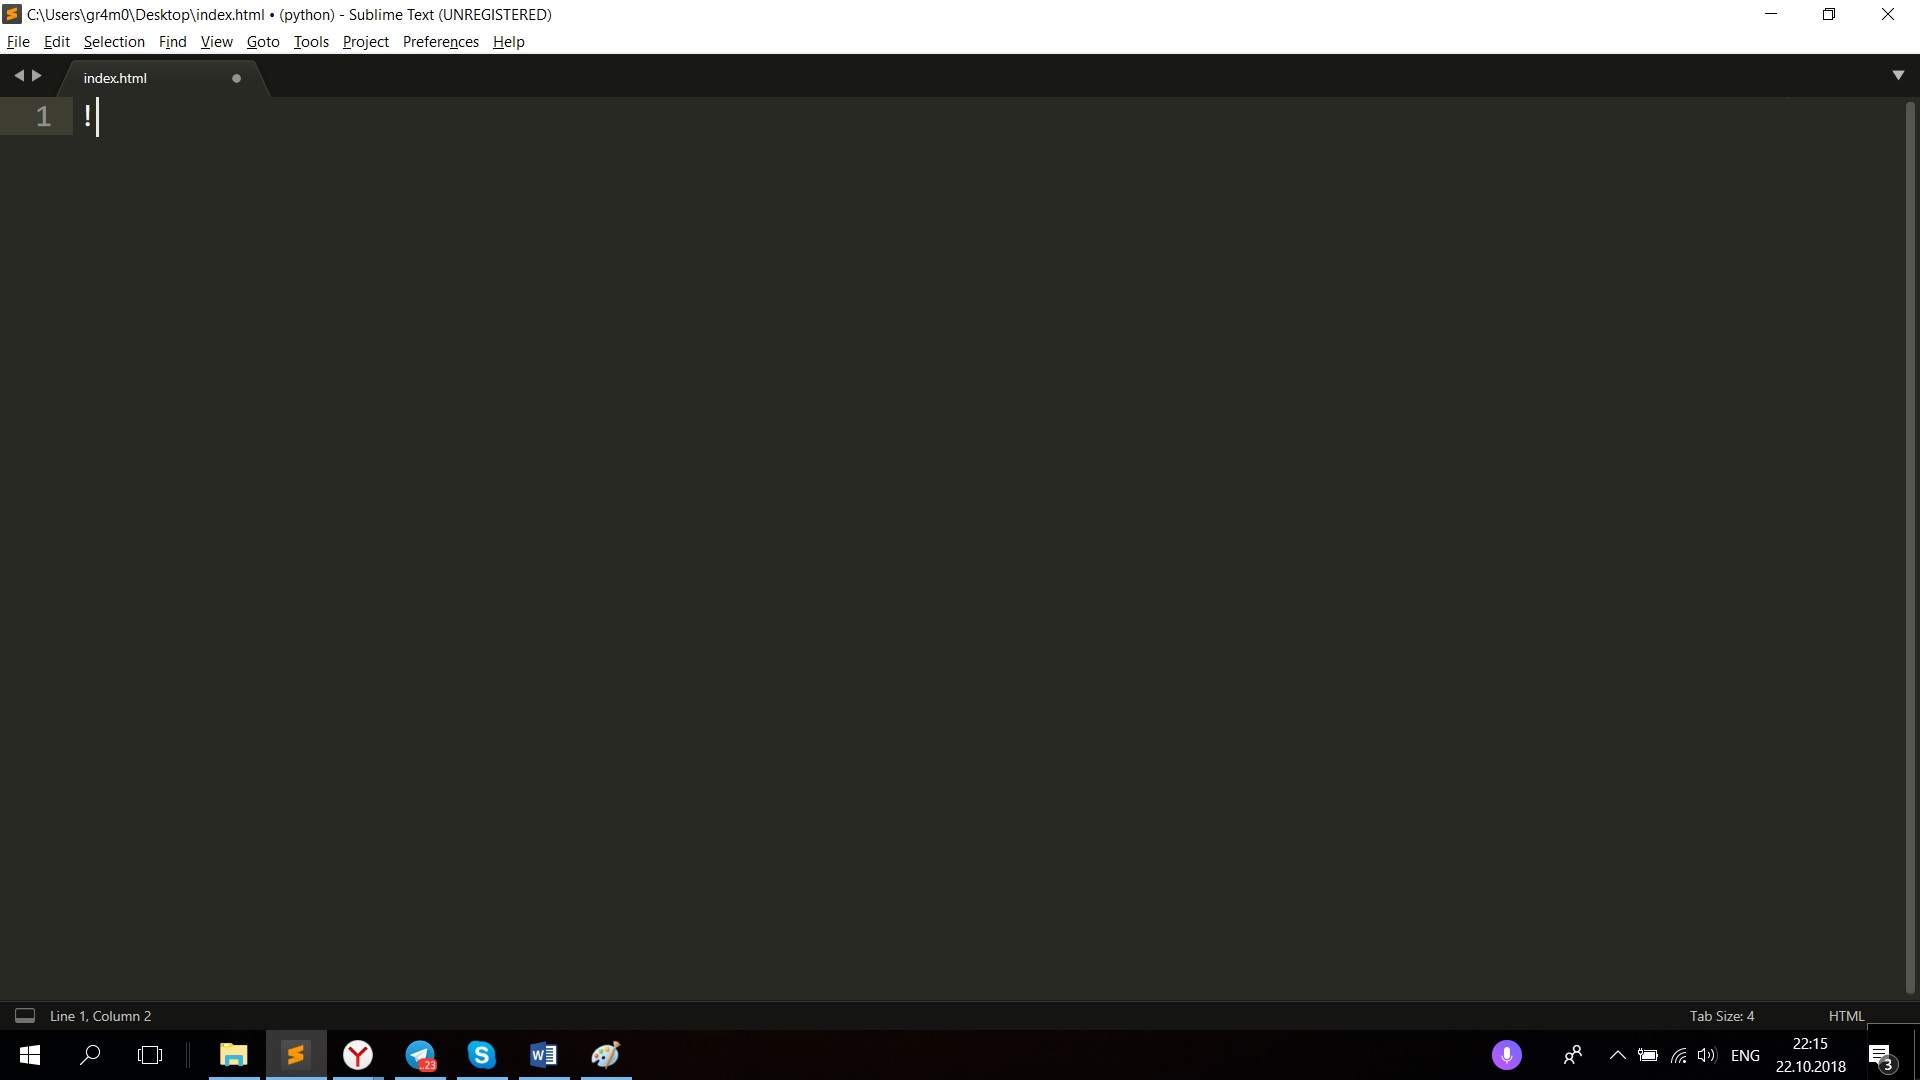 C:\Users\gr4m0\Desktop\index.html • (python) - Sublime Text (UNREGISTERED)
File Edit Selection Find View Goto Tools Project Preferences Help
index.html
1 !
Line 1, Column 2
Tab Size: 4 HTML
..23
ENG
22:15
22.10.2018
3